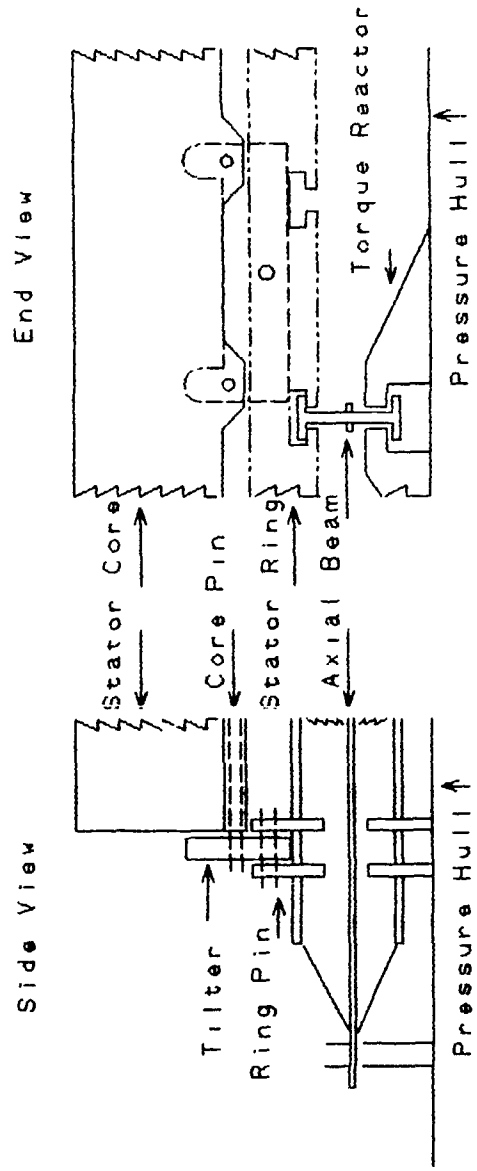 Side View
End View
Stator Core
Core Pin
Stator Ring
Axial Beam
Tilter
Ring Pin
Torque Reactor
Pressure Hull
Pressure Hull